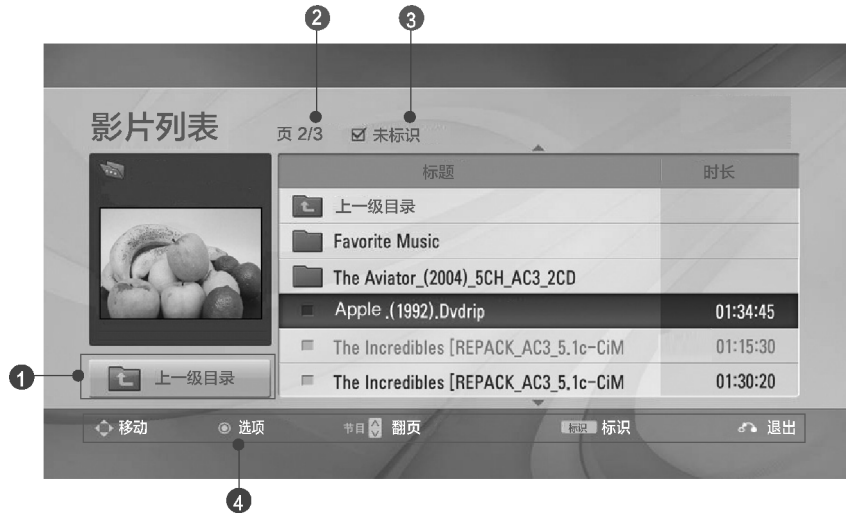 2 3
影片列表 页 2/3 未标识
标题 时长
上一级目录
Favorite Music
The Aviator_(2004)_5CH_AC3_2CD
Apple .(1992).Dvdrip 01:34:45
The Incredibles [REPACK_AC3_5.1c-CiM 01:15:30
The Incredibles [REPACK_AC3_5.1c-CiM 01:30:20
1 上一级目录
移动 选项 节目 翻页 标识 标识 退出
4